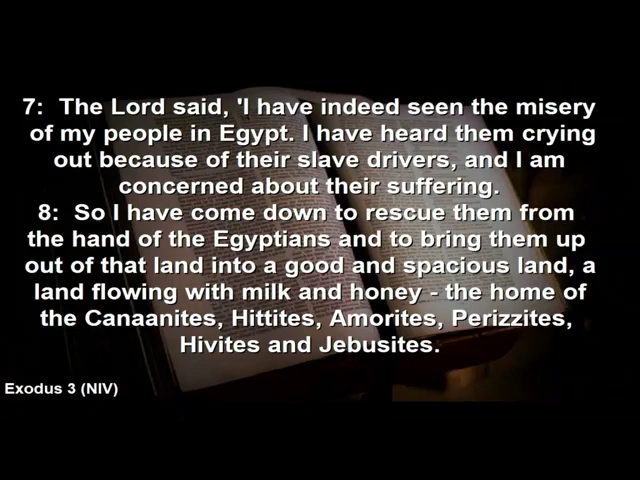 7:  The Lord said, 'I have indeed seen the misery
of my people in Egypt. I have heard them crying
out because of their slave drivers, and I am
concerned about their suffering.
8:  So I have come down to rescue them from
the hand of the Egyptians and to bring them up
out of that land into a good and spacious land, a
land flowing with milk and honey - the home of
the Canaanites, Hittites, Amorites, Perizzites,
Hivites and Jebusites.
Exodus 3 (NIV)